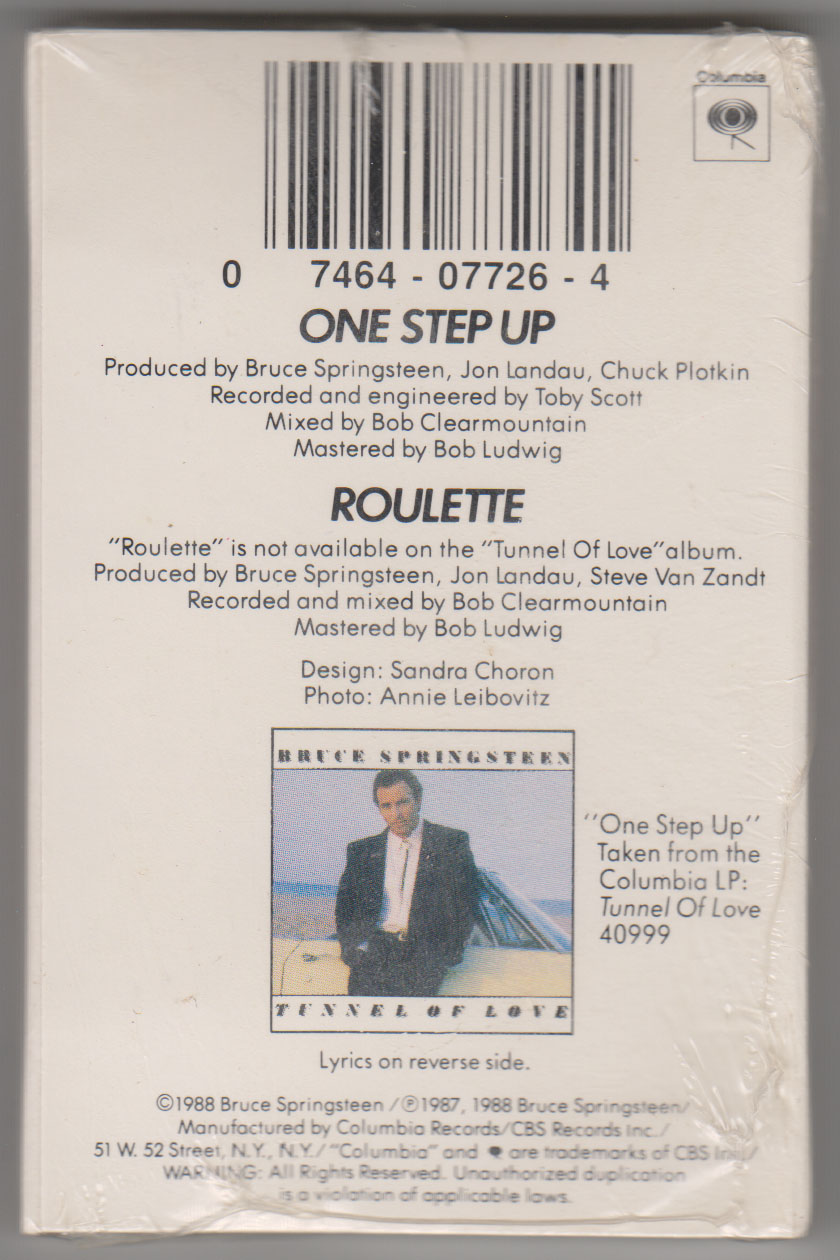 Columbia
0 7464 - 07726 - 4
ONE STEP UP
Produced by Bruce Springsteen, Jon Landau, Chuck Plotkin
Recorded and engineered by Toby Scott
Mixed by Bob Clearmountain
Mastered by Bob Ludwig
ROULETTE
"Roulette" is not available on the "Tunnel Of Love" album.
Produced by Bruce Springsteen, Jon Landau, Steve Van Zandt
Recorded and mixed by Bob Clearmountain
Mastered by Bob Ludwig
Design: Sandra Choron
Photo: Annie Leibovitz
BRUCE SPRINGSTEEN
TUNNEL OF LOVE
"One Step Up"
Taken from the
Columbia LP:
Tunnel Of Love
40999
Lyrics on reverse side.
©1988 Bruce Springsteen/℗1987, 1988 Bruce Springsteen/
Manufactured by Columbia Records/CBS Records Inc./
51 W. 52 Street, N.Y., N.Y./"Columbia" and are trademarks of CBS Inc./
WARNING: All Rights Reserved. Unauthorized duplication
is a violation of applicable laws.